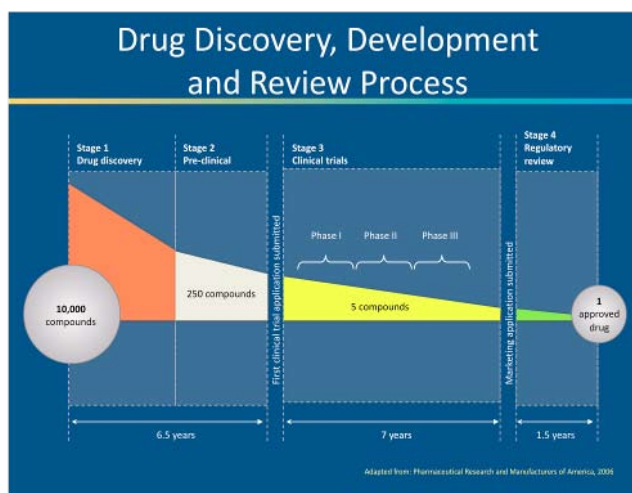 Drug Discovery, Development
and Review Process
Stage 1
Drug discovery
Stage 2
Pre-clinical
Stage 3
Clinical trials
Stage 4
Regulatory
review
First clinical trial application submitted
Marketing application submitted
Phase I
Phase II
Phase III
10,000
compounds
250 compounds
5 compounds
1
approved
drug
6.5 years
7 years
1.5 years
Adapted from: Pharmaceutical Research and Manufacturers of America, 2006